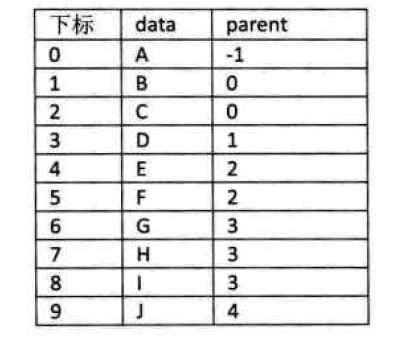 下标 data parent
0 A -1
1 B 0
2 C 0
3 D 1
4 E 2
5 F 2
6 G 3
7 H 3
8 I 3
9 J 4